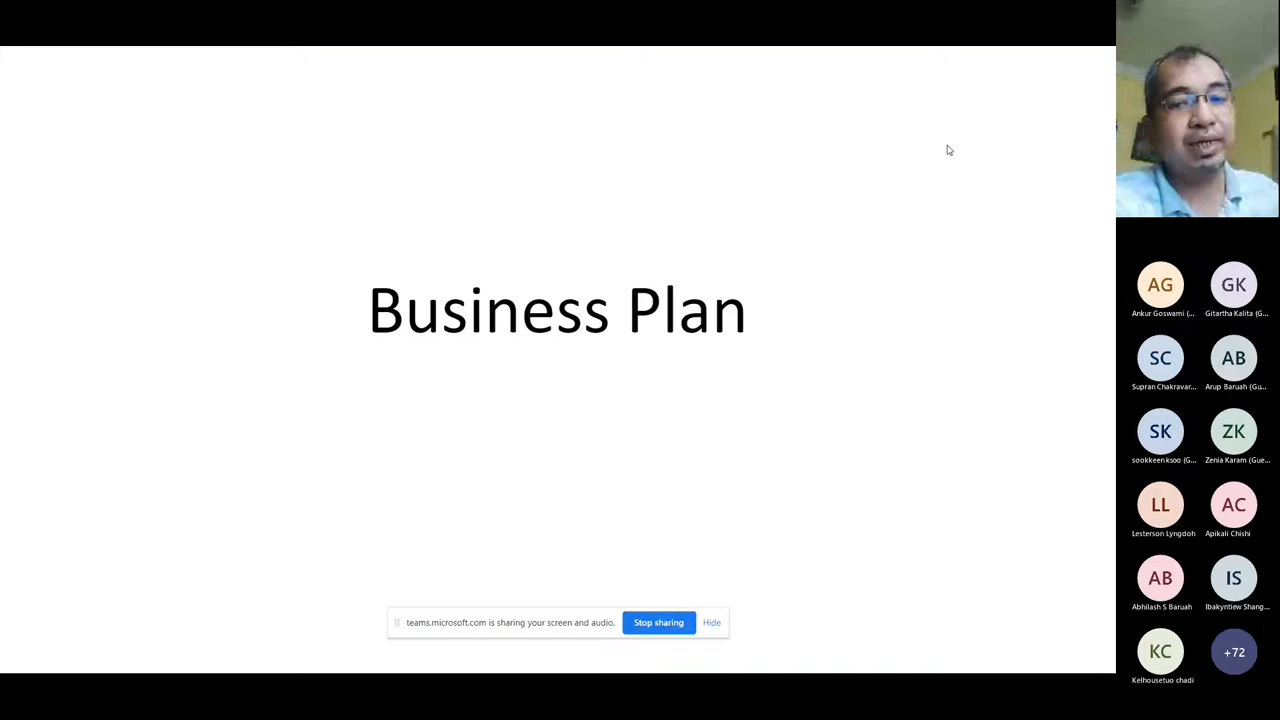 Business Plan
teams.microsoft.com is sharing your screen and audio.
Stop sharing
Hide
AG
GK
Ankur Goswami (...
Gitartha Kalita (G...
SC
AB
Supran Chakravar...
Arup Baruah (Gu...
SK
ZK
sookkeenksoo (G...
Zenia Karam (Gue...
LL
AC
Lesterson Lyngdoh
Apikali Chishi
AB
IS
Abhilash S Baruah
Ibakyntiew Shang...
KC
+72
Kelhousetuo chadi